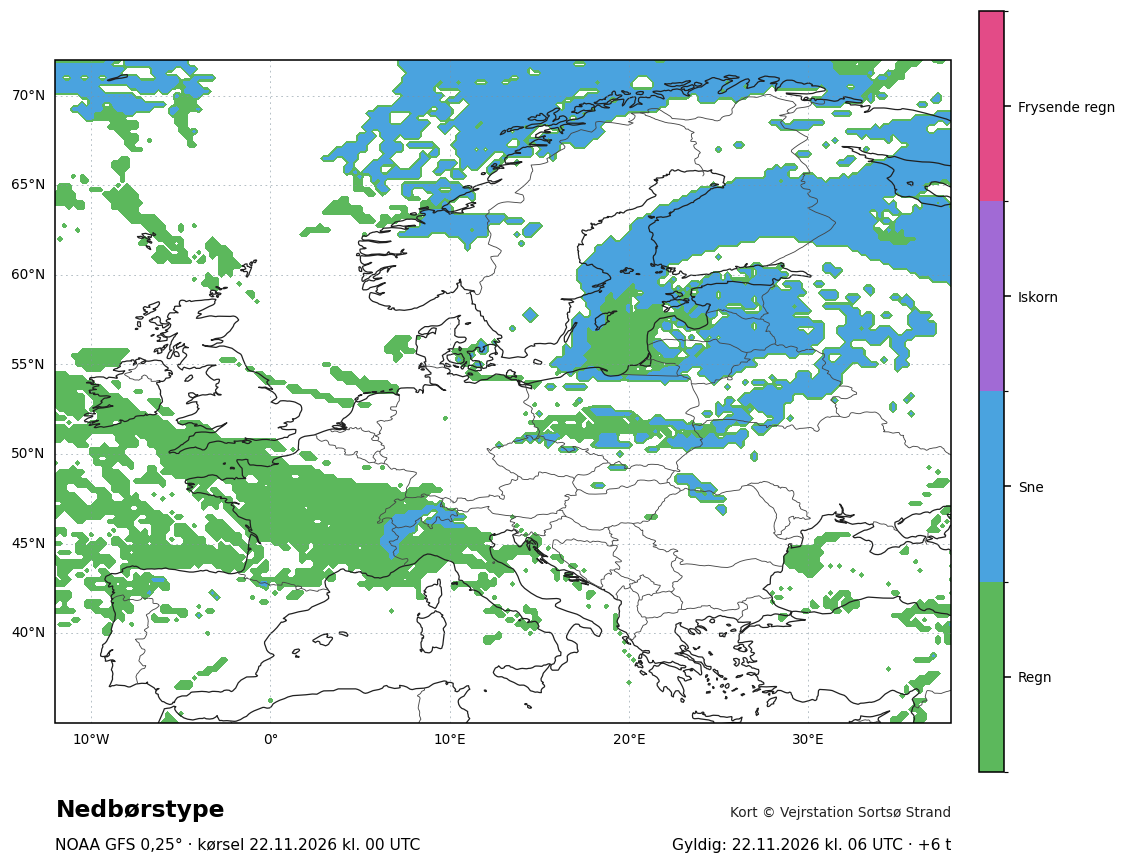 70°N
65°N
60°N
55°N
50°N
45°N
40°N
10°W
0°
10°E
20°E
30°E
Frysende regn
Iskorn
Sne
Regn
Nedbørstype
Kort © Vejrstation Sortsø Strand
NOAA GFS 0,25° · kørsel 22.11.2026 kl. 00 UTC
Gyldig: 22.11.2026 kl. 06 UTC · +6 t